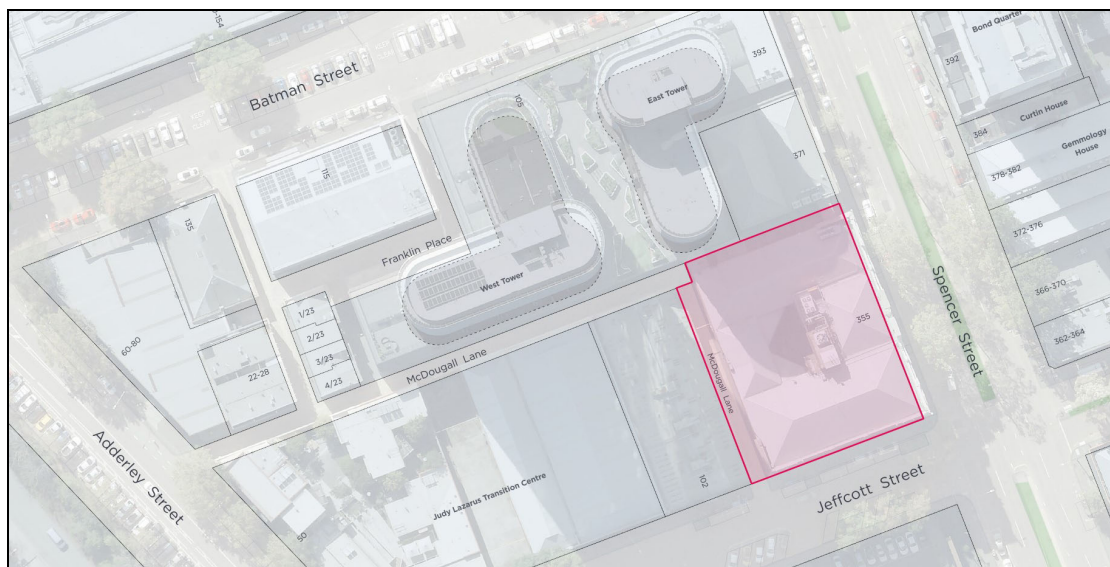 -154
Batman Street
105
East Tower
393
Bond Quarter
392
Curtin House
384
Gemmology
House
378-382
371
115
372-376
135
Franklin Place
West Tower
366-370
Spencer Street
1/23
2/23
3/23
4/23
355
362-364
60-80
22-28
McDougall Lane
McDougall Lane
Adderley Street
Judy Lazarus Transition Centre
102
Jeffcott Street
50